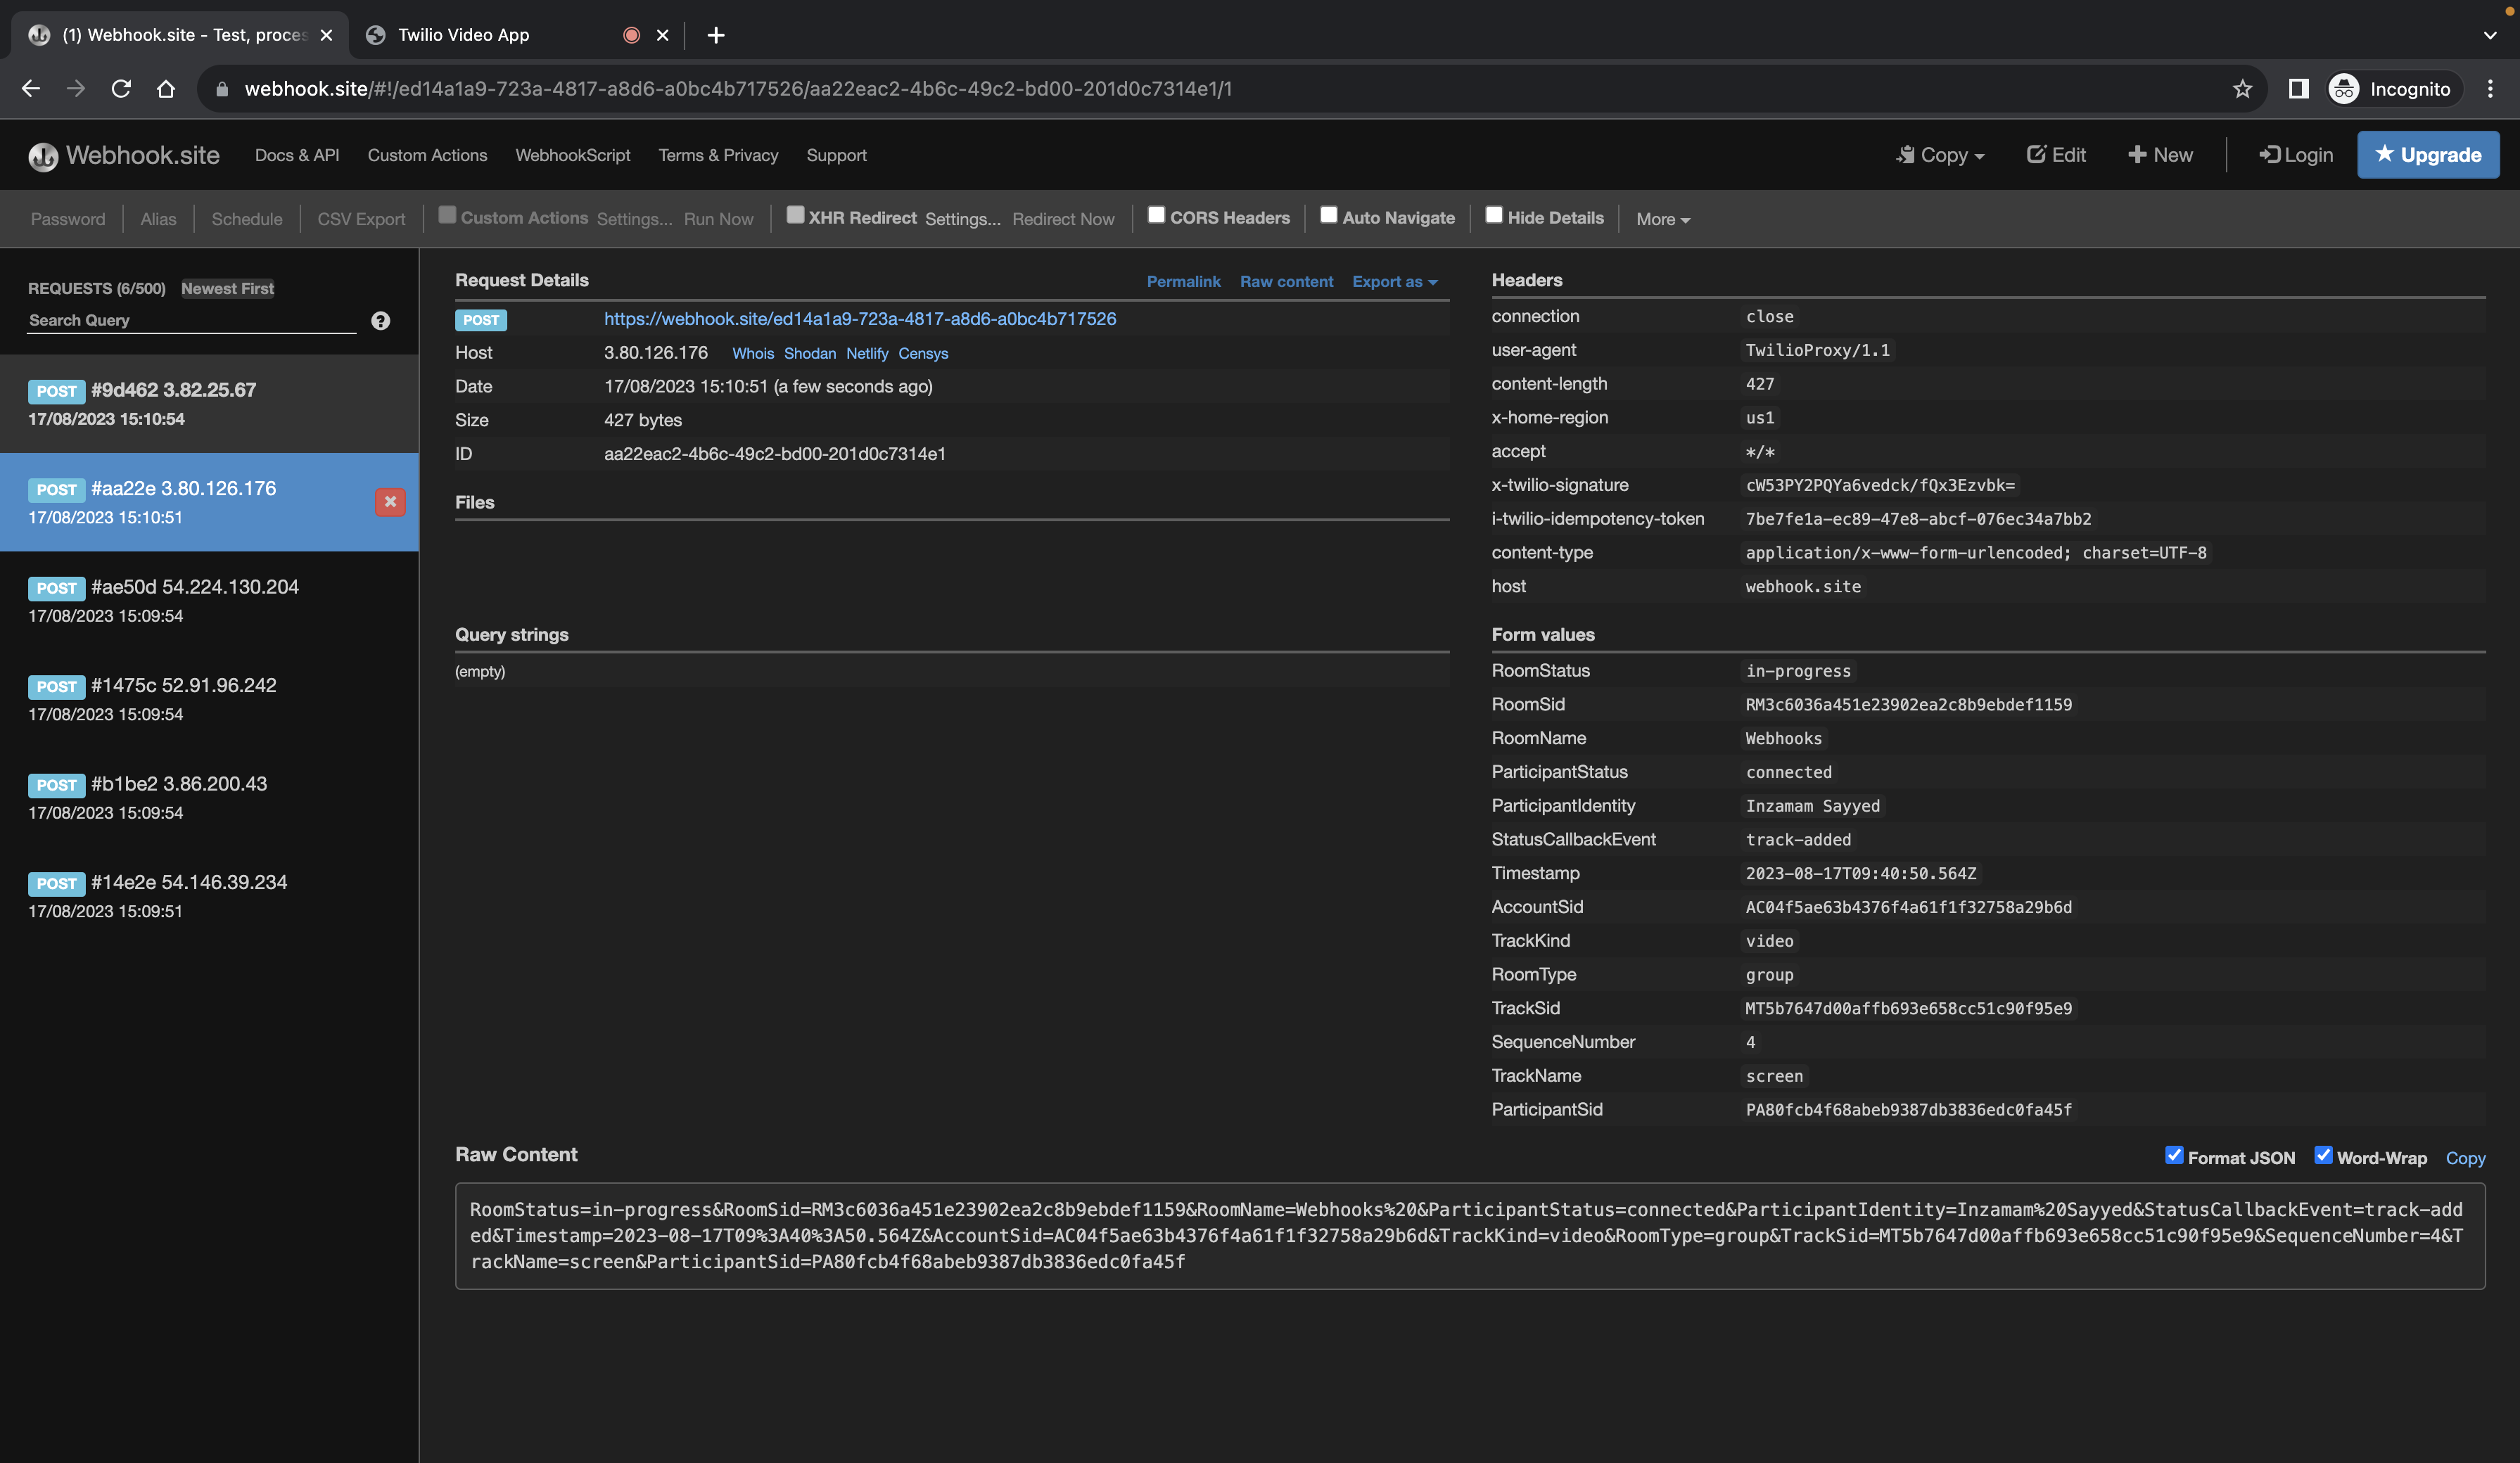 (1) Webhook.site - Test, proces
Twilio Video App
webhook.site/#!/ed14a1a9-723a-4817-a8d6-a0bc4b717526/aa22eac2-4b6c-49c2-bd00-201d0c7314e1/1
Incognito
Webhook.site Docs & API Custom Actions WebhookScript Terms & Privacy Support Copy Edit New Login Upgrade
Password Alias Schedule CSV Export Custom Actions Settings... Run Now XHR Redirect Settings... Redirect Now CORS Headers Auto Navigate Hide Details More
REQUESTS (6/500) Newest First
Search Query
POST #9d462 3.82.25.67
17/08/2023 15:10:54
POST #aa22e 3.80.126.176
17/08/2023 15:10:51
POST #ae50d 54.224.130.204
17/08/2023 15:09:54
POST #1475c 52.91.96.242
17/08/2023 15:09:54
POST #b1be2 3.86.200.43
17/08/2023 15:09:54
POST #14e2e 54.146.39.234
17/08/2023 15:09:51
Request Details Permalink Raw content Export as
POST https://webhook.site/ed14a1a9-723a-4817-a8d6-a0bc4b717526
Host 3.80.126.176 Whois Shodan Netlify Censys
Date 17/08/2023 15:10:51 (a few seconds ago)
Size 427 bytes
ID aa22eac2-4b6c-49c2-bd00-201d0c7314e1
Files
Query strings
(empty)
Headers
connection close
user-agent TwilioProxy/1.1
content-length 427
x-home-region us1
accept */*
x-twilio-signature cW53PY2PQYa6vedck/fQx3Ezvbk=
i-twilio-idempotency-token 7be7fe1a-ec89-47e8-abcf-076ec34a7bb2
content-type application/x-www-form-urlencoded; charset=UTF-8
host webhook.site
Form values
RoomStatus in-progress
RoomSid RM3c6036a451e23902ea2c8b9ebdef1159
RoomName Webhooks
ParticipantStatus connected
ParticipantIdentity Inzamam Sayyed
StatusCallbackEvent track-added
Timestamp 2023-08-17T09:40:50.564Z
AccountSid AC04f5ae63b4376f4a61f1f32758a29b6d
TrackKind video
RoomType group
TrackSid MT5b7647d00affb693e658cc51c90f95e9
SequenceNumber 4
TrackName screen
ParticipantSid PA80fcb4f68abeb9387db3836edc0fa45f
Raw Content Format JSON Word-Wrap Copy
RoomStatus=in-progress&RoomSid=RM3c6036a451e23902ea2c8b9ebdef1159&RoomName=Webhooks%20&ParticipantStatus=connected&ParticipantIdentity=Inzamam%20Sayyed&StatusCallbackEvent=track-add
ed&Timestamp=2023-08-17T09%3A40%3A50.564Z&AccountSid=AC04f5ae63b4376f4a61f1f32758a29b6d&TrackKind=video&RoomType=group&TrackSid=MT5b7647d00affb693e658cc51c90f95e9&SequenceNumber=4&T
rackName=screen&ParticipantSid=PA80fcb4f68abeb9387db3836edc0fa45f